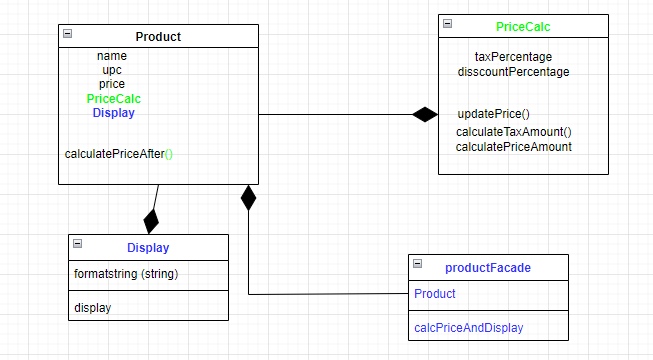 Product
name
upc
price
PriceCalc
Display
calculatePriceAfter()
PriceCalc
taxPercentage
disscountPercentage
updatePrice()
calculateTaxAmount()
calculatePriceAmount
Display
formatstring (string)
display
productFacade
Product
calcPriceAndDisplay